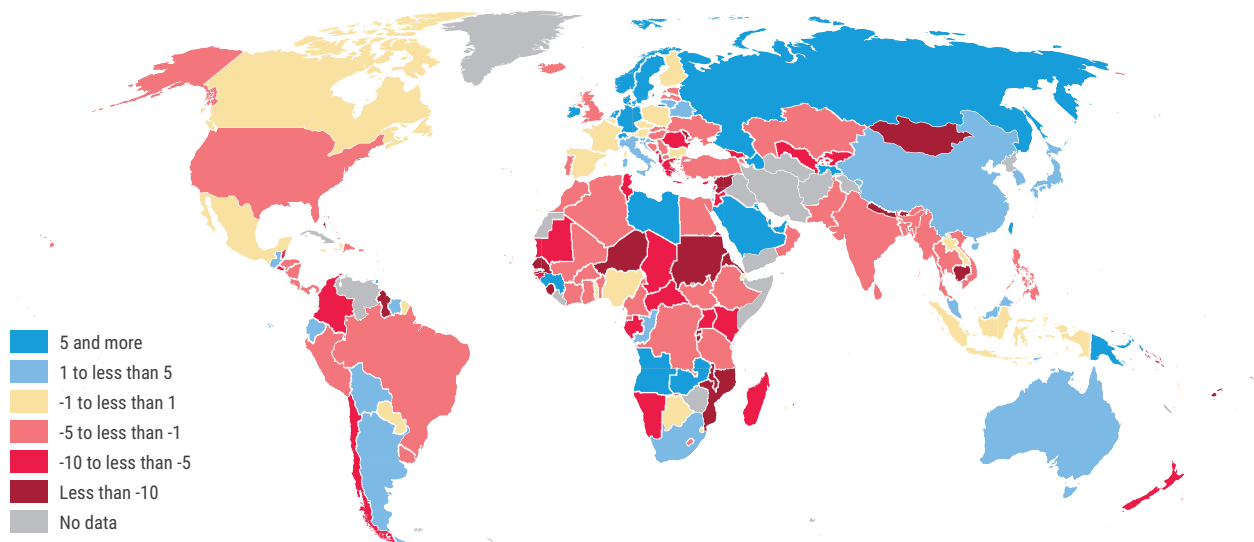 5 and more
1 to less than 5
-1 to less than 1
-5 to less than -1
-10 to less than -5
Less than -10
No data